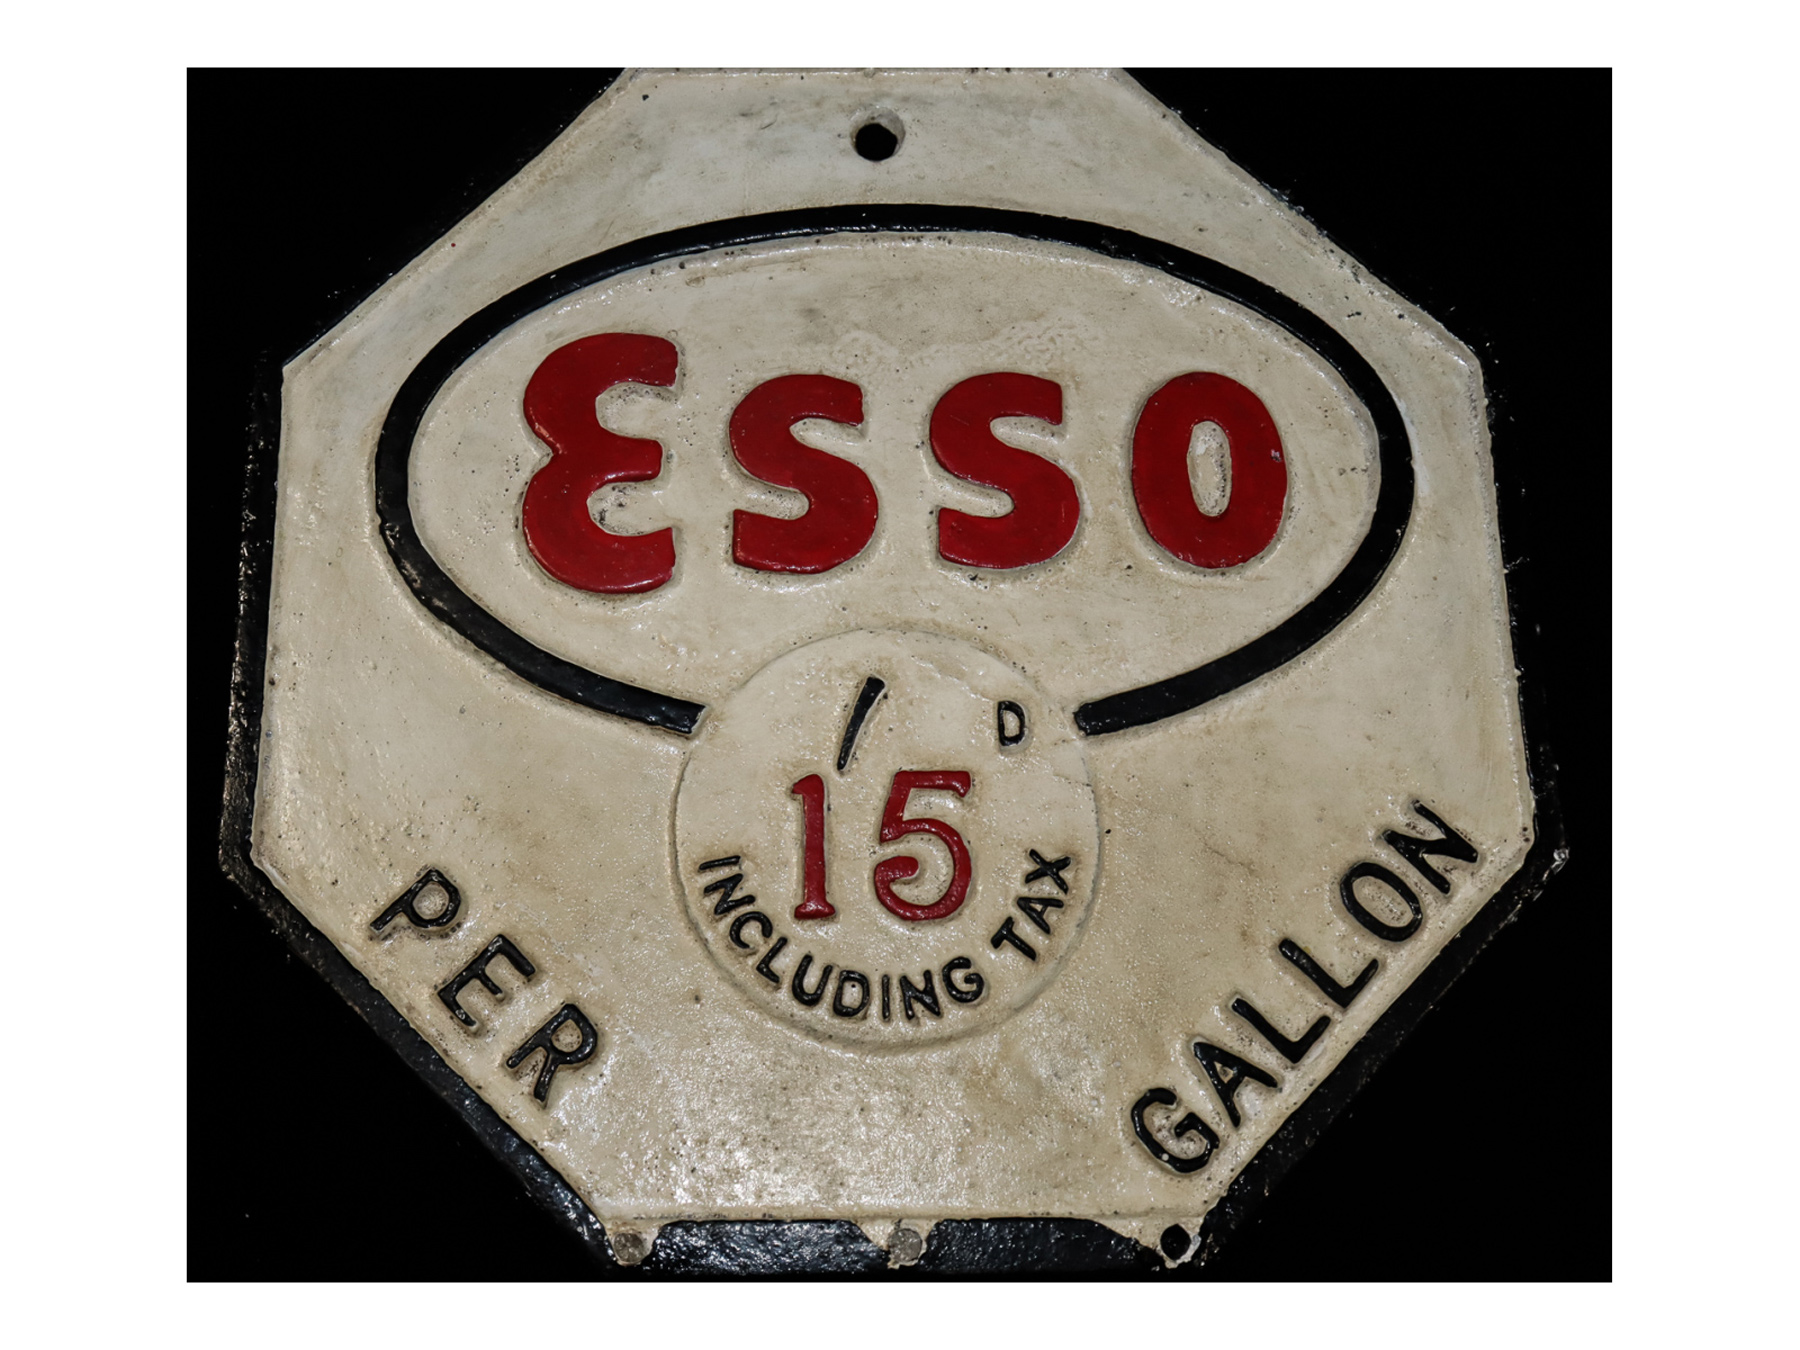 ESSO
/ D
15
INCLUDING TAX
PER GALLON